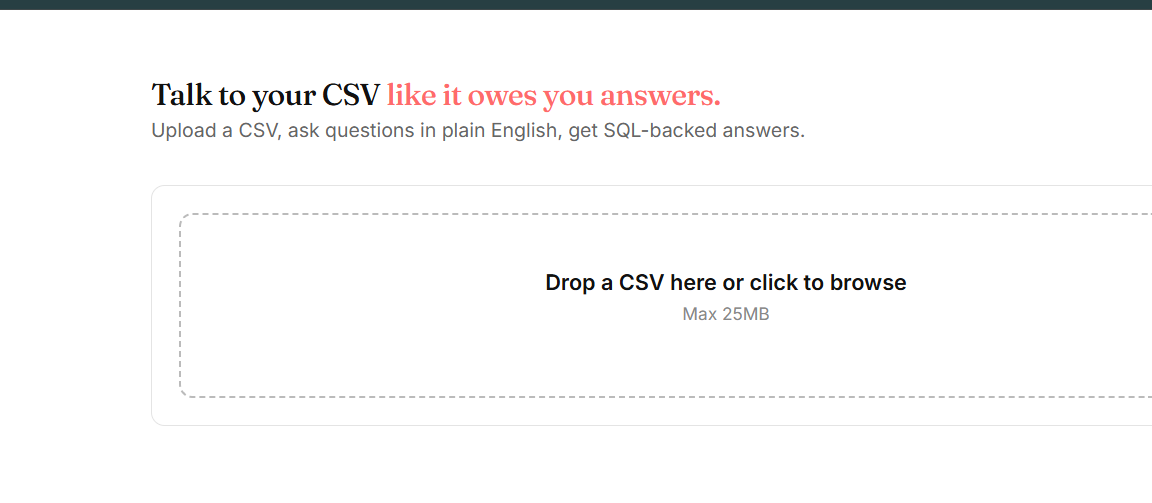 Talk to your CSV like it owes you answers.
Upload a CSV, ask questions in plain English, get SQL-backed answers.
Drop a CSV here or click to browse
Max 25MB